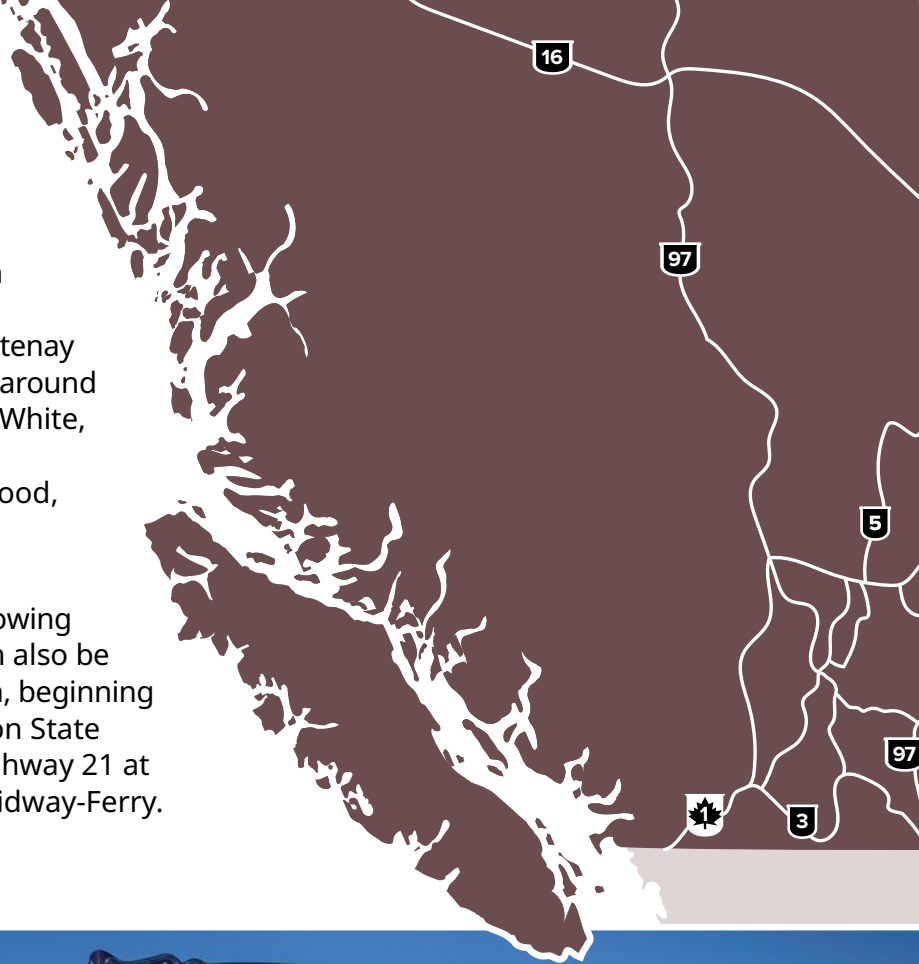 tenay
around
White,
ood,
owing
also be
, beginning
on State
hway 21 at
idway-Ferry.
16
97
5
97
1
3